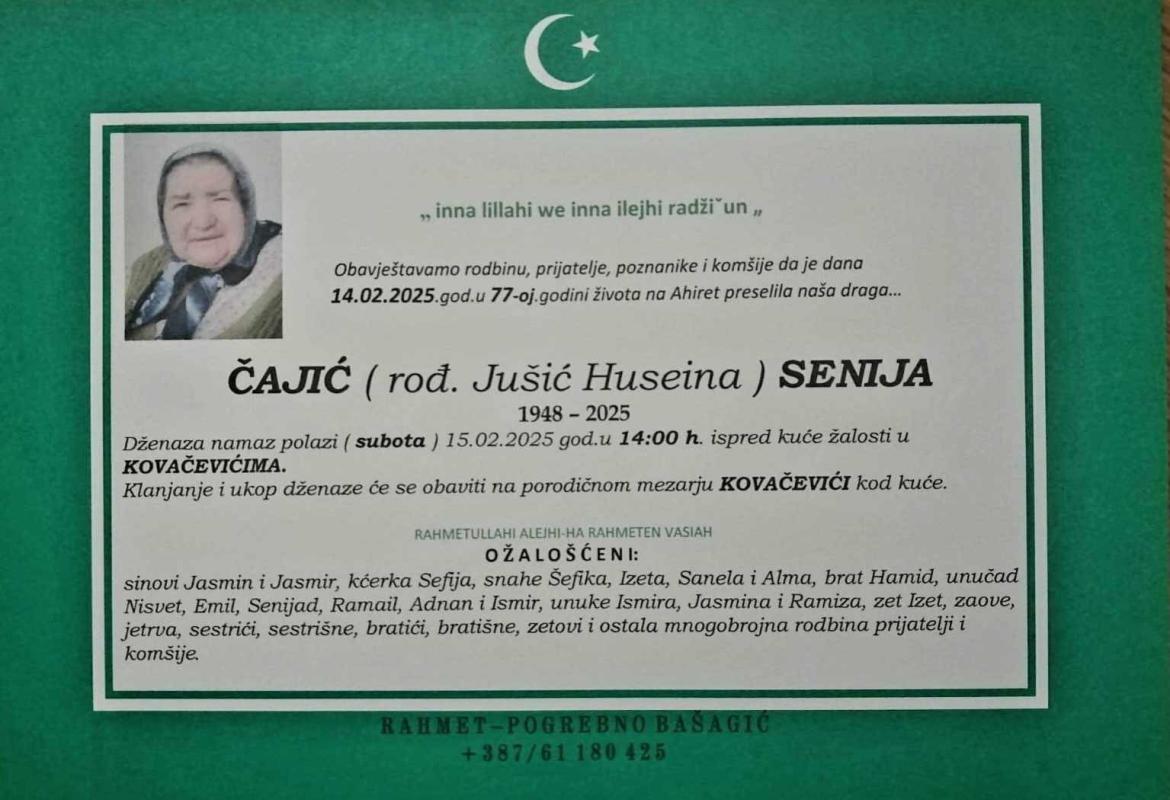 „ inna lillahi we inna ilejhi radžiˇun „
Obavještavamo rodbinu, prijatelje, poznanike i komšije da je dana
14.02.2025.god.u 77-oj.godini života na Ahiret preselila naša draga...
ČAJIĆ ( rođ. Jušić Huseina ) SENIJA
1948 – 2025
Dženaza namaz polazi ( subota ) 15.02.2025 god.u 14:00 h. ispred kuće žalosti u
KOVAČEVIĆIMA.
Klanjanje i ukop dženaze će se obaviti na porodičnom mezarju KOVAČEVIĆI kod kuće.
RAHMETULLAHI ALEJHI-HA RAHMETEN VASIAH
OŽALOŠĆENI:
sinovi Jasmin i Jasmir, kćerka Sefija, snahe Šefika, Izeta, Sanela i Alma, brat Hamid, unučad
Nisvet, Emil, Senijad, Ramail, Adnan i Ismir, unuke Ismira, Jasmina i Ramiza, zet Izet, zaove,
jetrva, sestrići, sestrišne, bratići, bratišne, zetovi i ostala mnogobrojna rodbina prijatelji i
komšije.
RAHMET-POGREBNO BAŠAGIĆ
+387/61 180 425